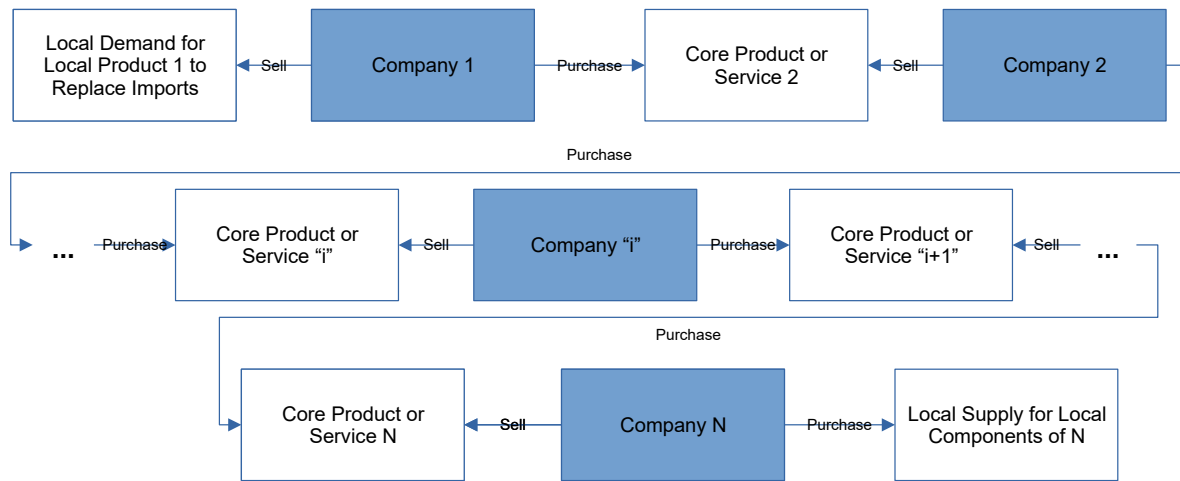 Local Demand for
Local Product 1 to
Replace Imports
Sell
Company 1
Purchase
Core Product or
Service 2
Sell
Company 2
Purchase
...
Purchase
Core Product or
Service “i”
Sell
Company “i”
Purchase
Core Product or
Service “i+1”
Sell
...
Purchase
Core Product or
Service N
Sell
Company N
Purchase
Local Supply for Local
Components of N